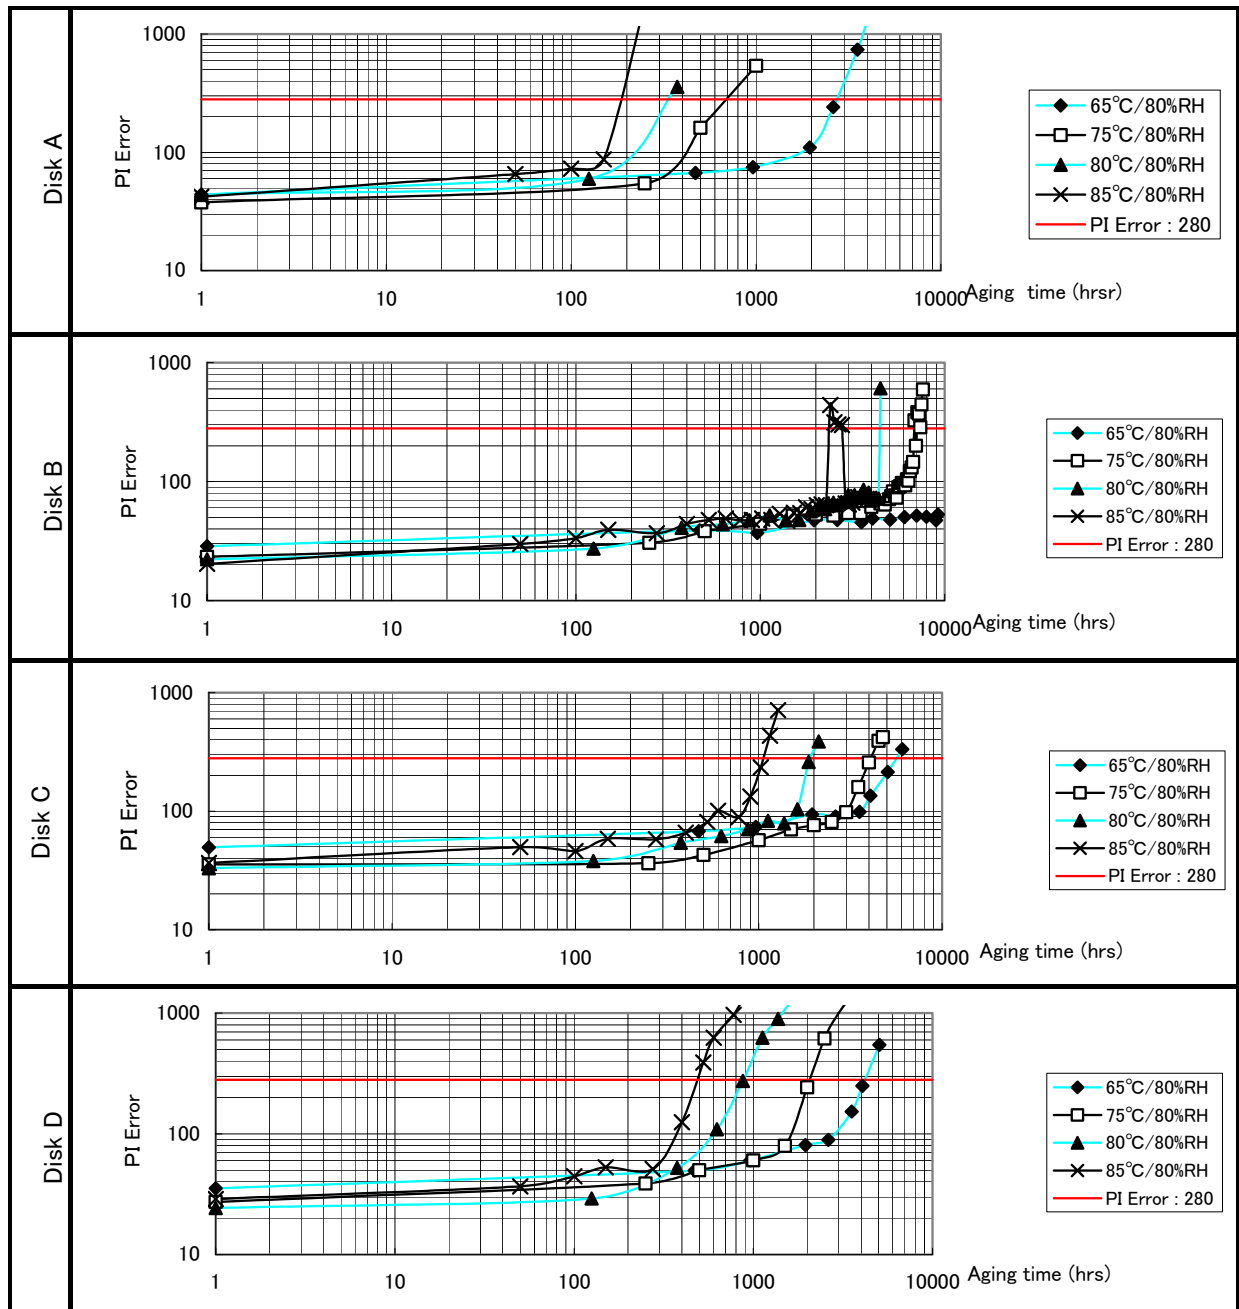 Disk A
PI Error
1000
100
10
1
10
100
1000
10000
Aging time (hrsr)
65℃/80%RH
75℃/80%RH
80℃/80%RH
85℃/80%RH
PI Error : 280
Disk B
PI Error
1000
100
10
1
10
100
1000
10000
Aging time (hrs)
65℃/80%RH
75℃/80%RH
80℃/80%RH
85℃/80%RH
PI Error : 280
Disk C
PI Error
1000
100
10
1
10
100
1000
10000
Aging time (hrs)
65℃/80%RH
75℃/80%RH
80℃/80%RH
85℃/80%RH
PI Error : 280
Disk D
PI Error
1000
100
10
1
10
100
1000
10000
Aging time (hrs)
65℃/80%RH
75℃/80%RH
80℃/80%RH
85℃/80%RH
PI Error : 280